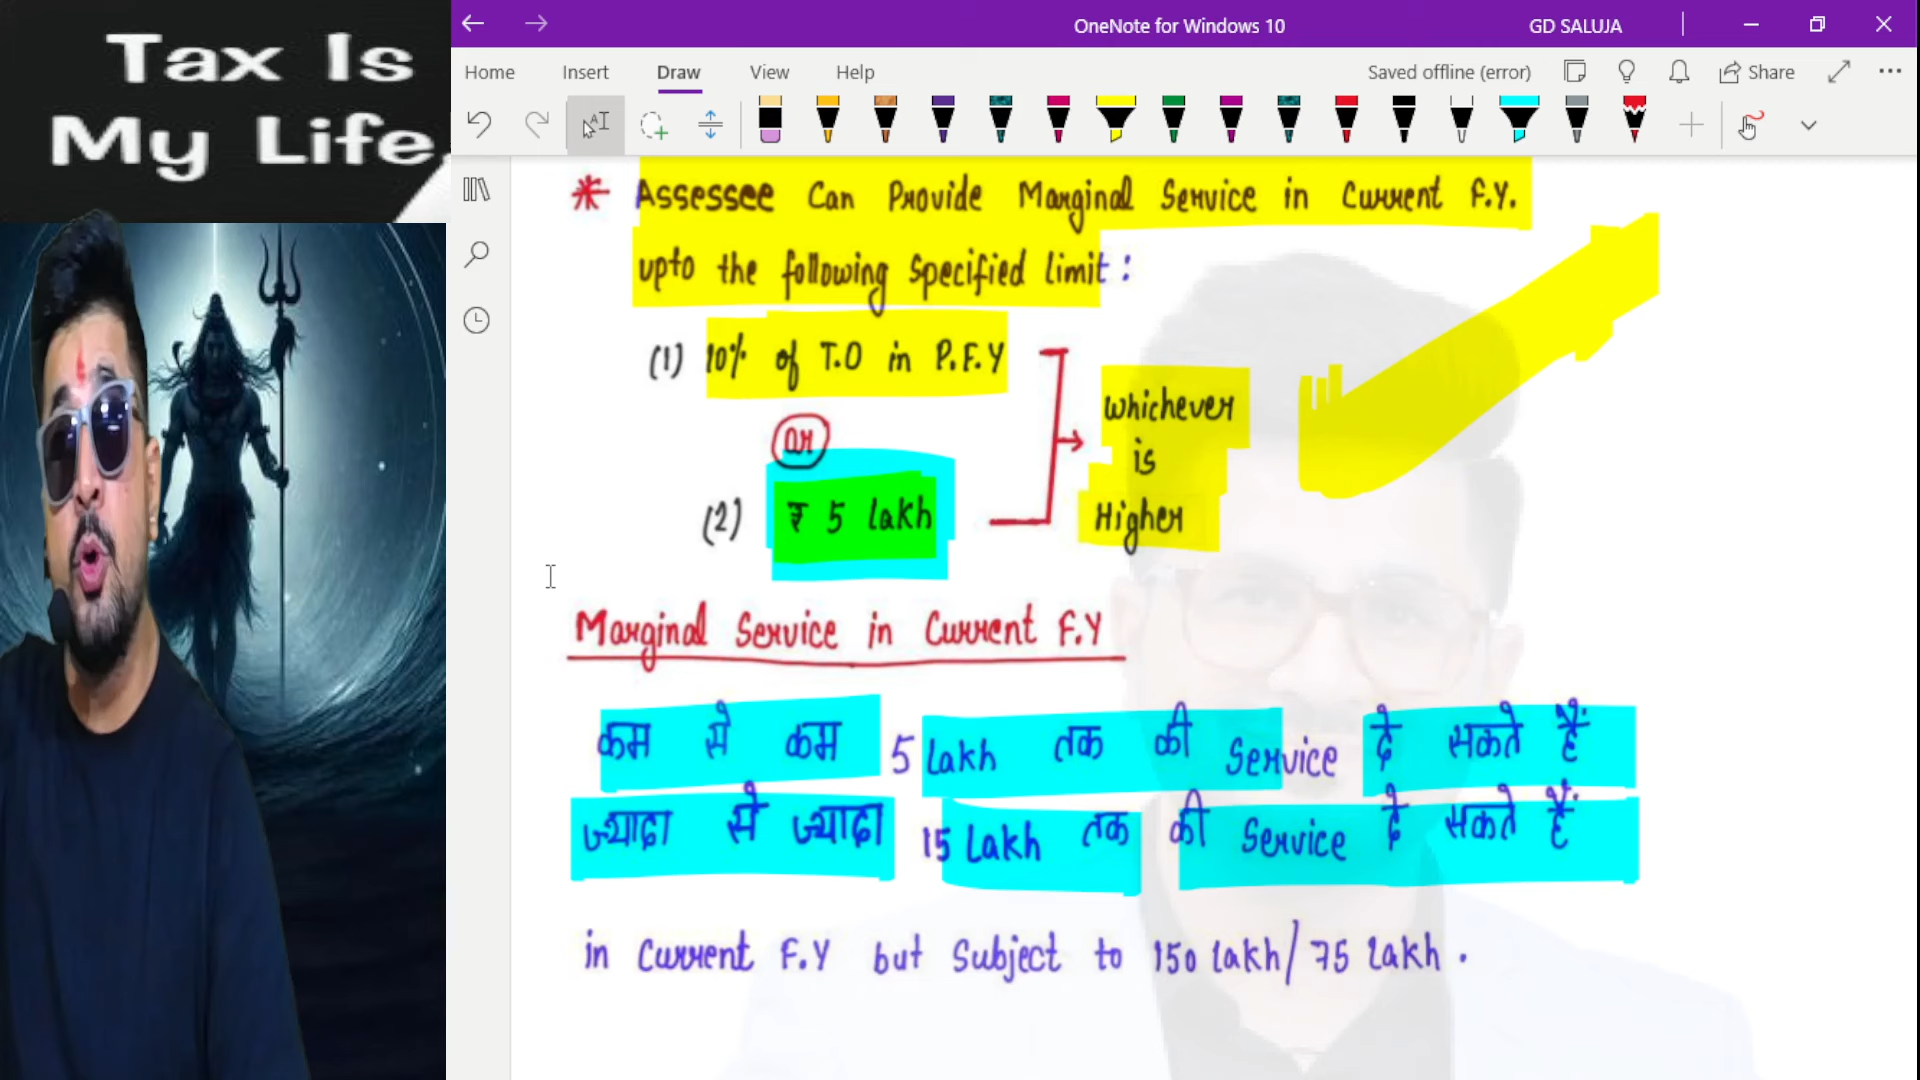 Tax Is
My Life.
OneNote for Windows 10
GD SALUJA
Home Insert Draw View Help
Saved offline (error)
Share
* Assessee Can Provide Marginal Service in Current F.Y.
upto the following Specified limit :
(1) 10% of T.O in P.F.Y
or
(2) ₹ 5 lakh
Whichever
is
Higher
Marginal Service in Current F.Y
कम से कम 5 Lakh तक की Service दे सकते हैं
ज्यादा से ज्यादा 15 Lakh तक की Service दे सकते हैं
in Current F.Y but Subject to 150 lakh/ 75 lakh .